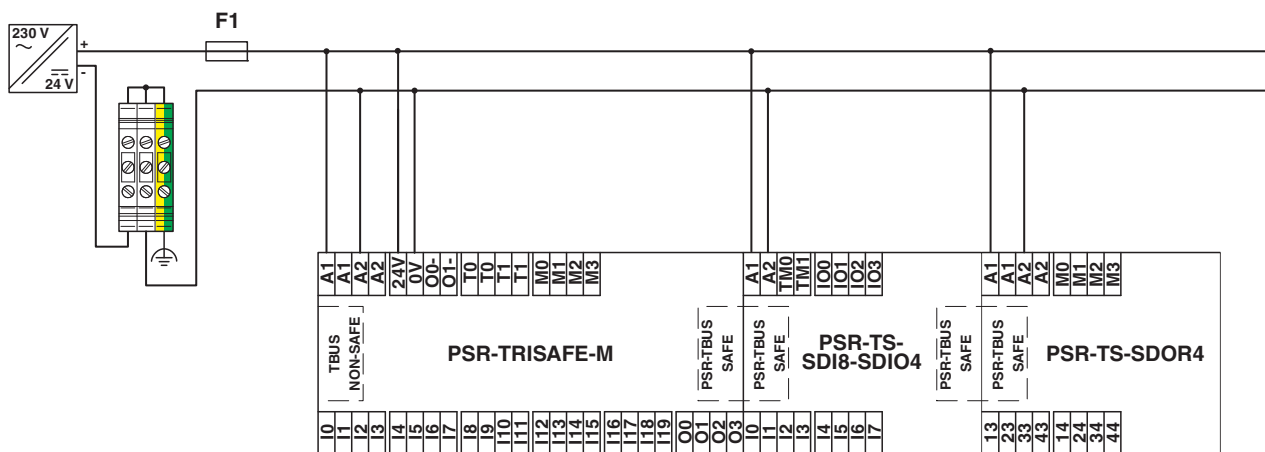 F1
230 V
~
+
-
24 V
A1 A1 A2 A2 24V 0V O0- O1- T0 T0 T1 T1 M0 M1 M2 M3 A1 A2 TM0 TM1 IO0 IO1 IO2 IO3 A1 A1 A2 A2 M0 M1 M2 M3
TBUS
NON-SAFE
PSR-TRISAFE-M
PSR-TBUS
SAFE
PSR-TBUS
SAFE
PSR-TS-
SDI8-SDIO4
PSR-TBUS
SAFE
PSR-TBUS
SAFE
PSR-TS-SDOR4
I0 I1 I2 I3 I4 I5 I6 I7 I8 I9 I10 I11 I12 I13 I14 I15 I16 I17 I18 I19 O0 O1 O2 O3 I0 I1 I2 I3 I4 I5 I6 I7 13 23 33 43 14 24 34 44